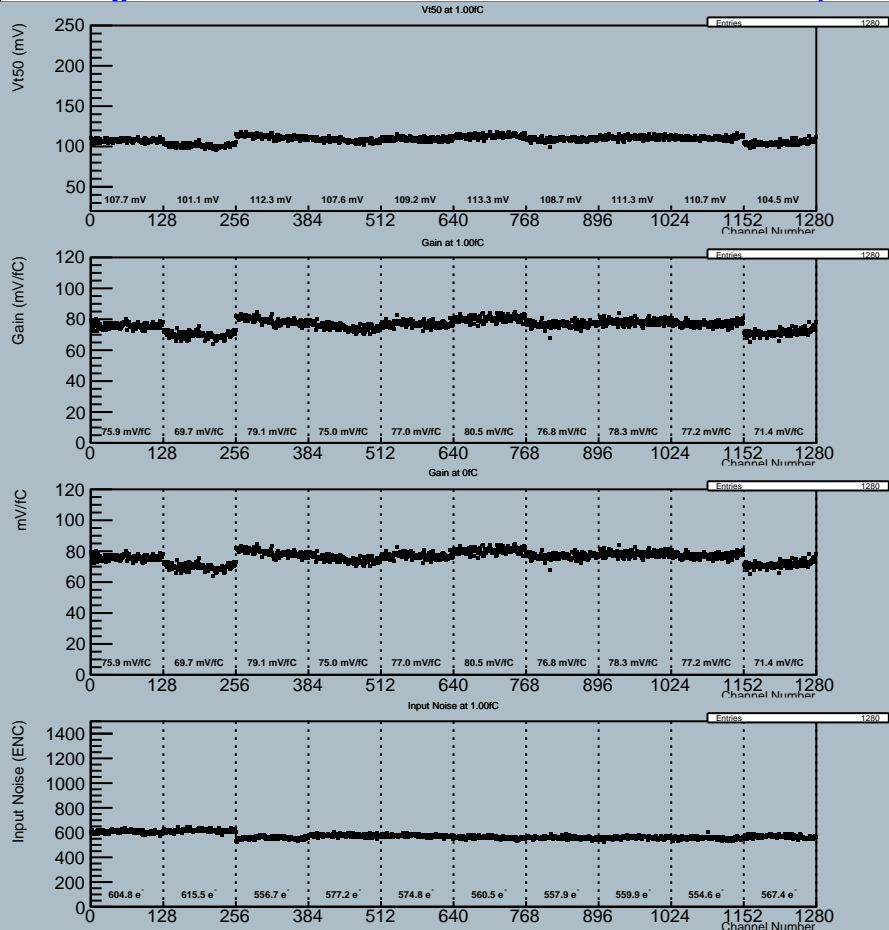 Vt50 at 1.00fC
Entries 1280
Vt50 (mV)
250
200
150
100
50
107.7 mV 101.1 mV 112.3 mV 107.6 mV 109.2 mV 113.3 mV 108.7 mV 111.3 mV 110.7 mV 104.5 mV
0 128 256 384 512 640 768 896 1024 1152 1280
Channel Number
Gain at 1.00fC
Entries 1280
Gain (mV/fC)
120
100
80
60
40
20
0
75.9 mV/fC 69.7 mV/fC 79.1 mV/fC 75.0 mV/fC 77.0 mV/fC 80.5 mV/fC 76.8 mV/fC 78.3 mV/fC 77.2 mV/fC 71.4 mV/fC
0 128 256 384 512 640 768 896 1024 1152 1280
Channel Number
Gain at 0fC
Entries 1280
mV/fC
120
100
80
60
40
20
0
75.9 mV/fC 69.7 mV/fC 79.1 mV/fC 75.0 mV/fC 77.0 mV/fC 80.5 mV/fC 76.8 mV/fC 78.3 mV/fC 77.2 mV/fC 71.4 mV/fC
0 128 256 384 512 640 768 896 1024 1152 1280
Channel Number
Input Noise at 1.00fC
Entries 1280
Input Noise (ENC)
1400
1200
1000
800
600
400
200
0
604.8 e⁻ 615.5 e⁻ 556.7 e⁻ 577.2 e⁻ 574.8 e⁻ 560.5 e⁻ 557.9 e⁻ 559.9 e⁻ 554.6 e⁻ 567.4 e⁻
0 128 256 384 512 640 768 896 1024 1152 1280
Channel Number